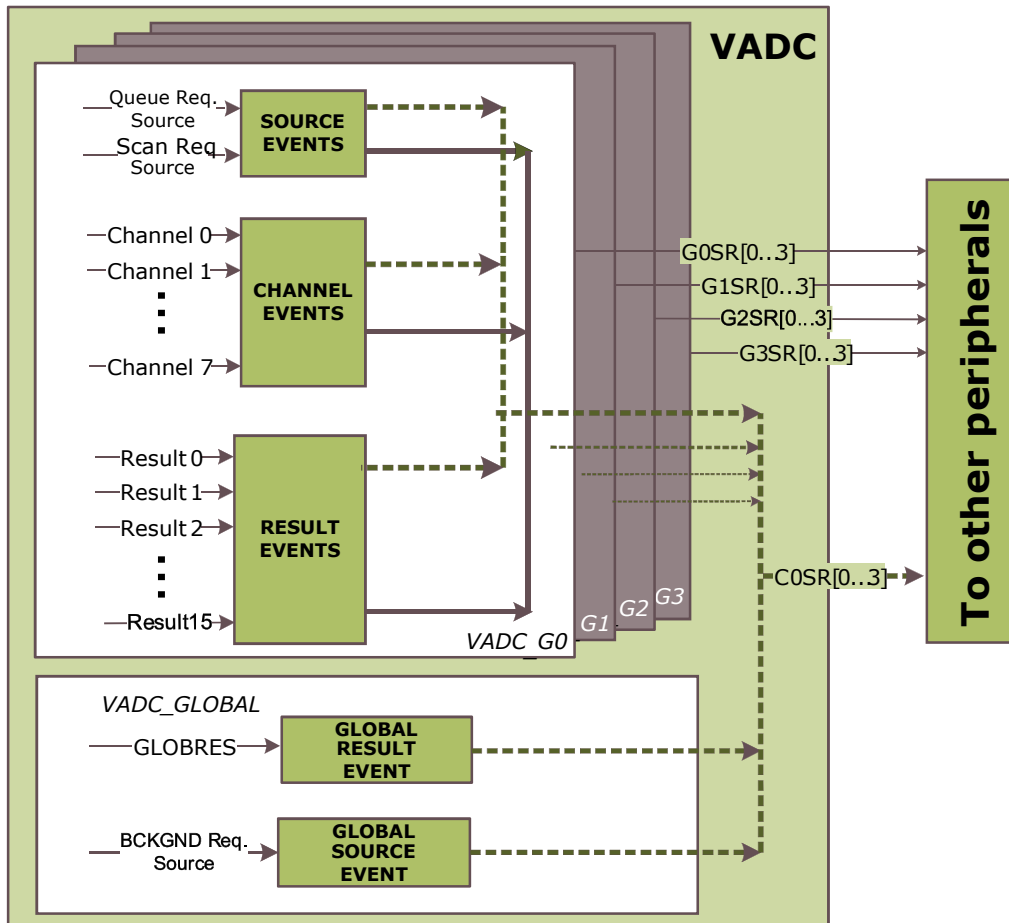 VADC
Queue Req.
Source
Scan Req
Source
SOURCE
EVENTS
Channel 0
Channel 1
Channel 7
CHANNEL
EVENTS
Result 0
Result 1
Result 2
Result15
RESULT
EVENTS
VADC_G0
G1
G2
G3
G0SR[0...3]
G1SR[0...3]
G2SR[0...3]
G3SR[0...3]
C0SR[0...3]
To other peripherals
VADC_GLOBAL
GLOBRES
GLOBAL
RESULT
EVENT
BCKGND Req.
Source
GLOBAL
SOURCE
EVENT